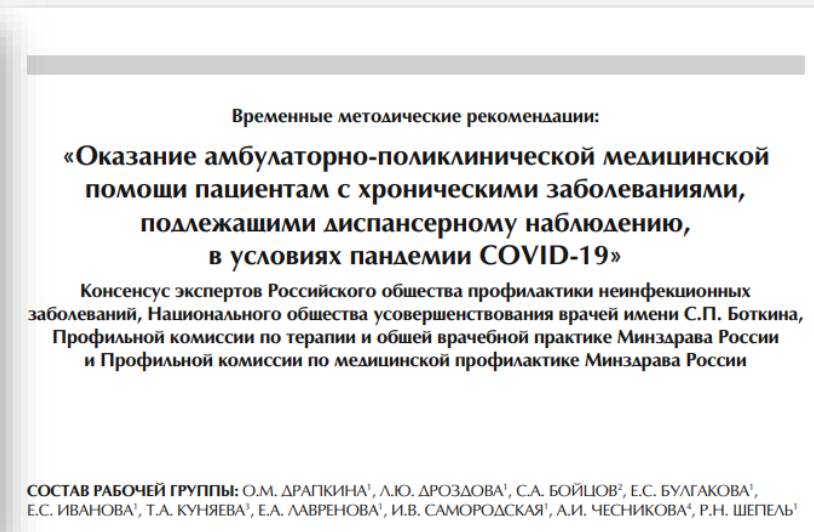 Временные методические рекомендации:
«Оказание амбулаторно-поликлинической медицинской
помощи пациентам с хроническими заболеваниями,
подлежащими диспансерному наблюдению,
в условиях пандемии COVID-19»
Консенсус экспертов Российского общества профилактики неинфекционных
заболеваний, Национального общества усовершенствования врачей имени С.П. Боткина,
Профильной комиссии по терапии и общей врачебной практике Минздрава России
и Профильной комиссии по медицинской профилактике Минздрава России
СОСТАВ РАБОЧЕЙ ГРУППЫ: О.М. ДРАПКИНА¹, Л.Ю. ДРОЗДОВА¹, С.А. БОЙЦОВ², Е.С. БУЛГАКОВА¹,
Е.С. ИВАНОВА¹, Т.А. КУНЯЕВА³, Е.А. ЛАВРЕНОВА¹, И.В. САМОРОДСКАЯ¹, А.И. ЧЕСНИКОВА⁴, Р.Н. ШЕПЕЛЬ¹